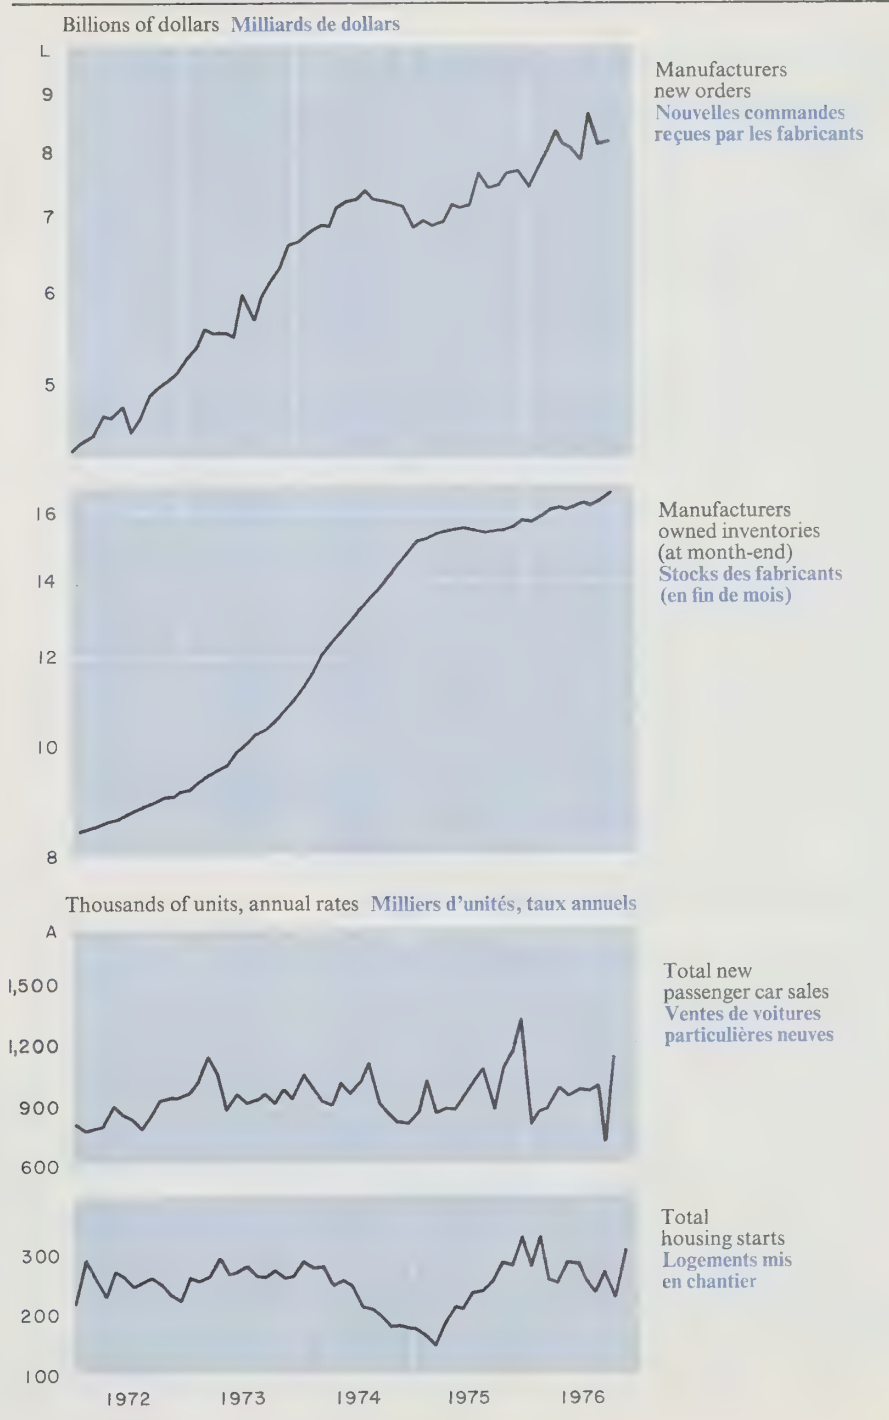 Billions of dollars Milliards de dollars
L
9
8
7
6
5
Manufacturers
new orders
Nouvelles commandes
reçues par les fabricants
16
14
12
10
8
Manufacturers
owned inventories
(at month-end)
Stocks des fabricants
(en fin de mois)
Thousands of units, annual rates Milliers d'unités, taux annuels
A
1,500
1,200
900
600
Total new
passenger car sales
Ventes de voitures
particulières neuves
300
200
100
Total
housing starts
Logements mis
en chantier
1972 1973 1974 1975 1976